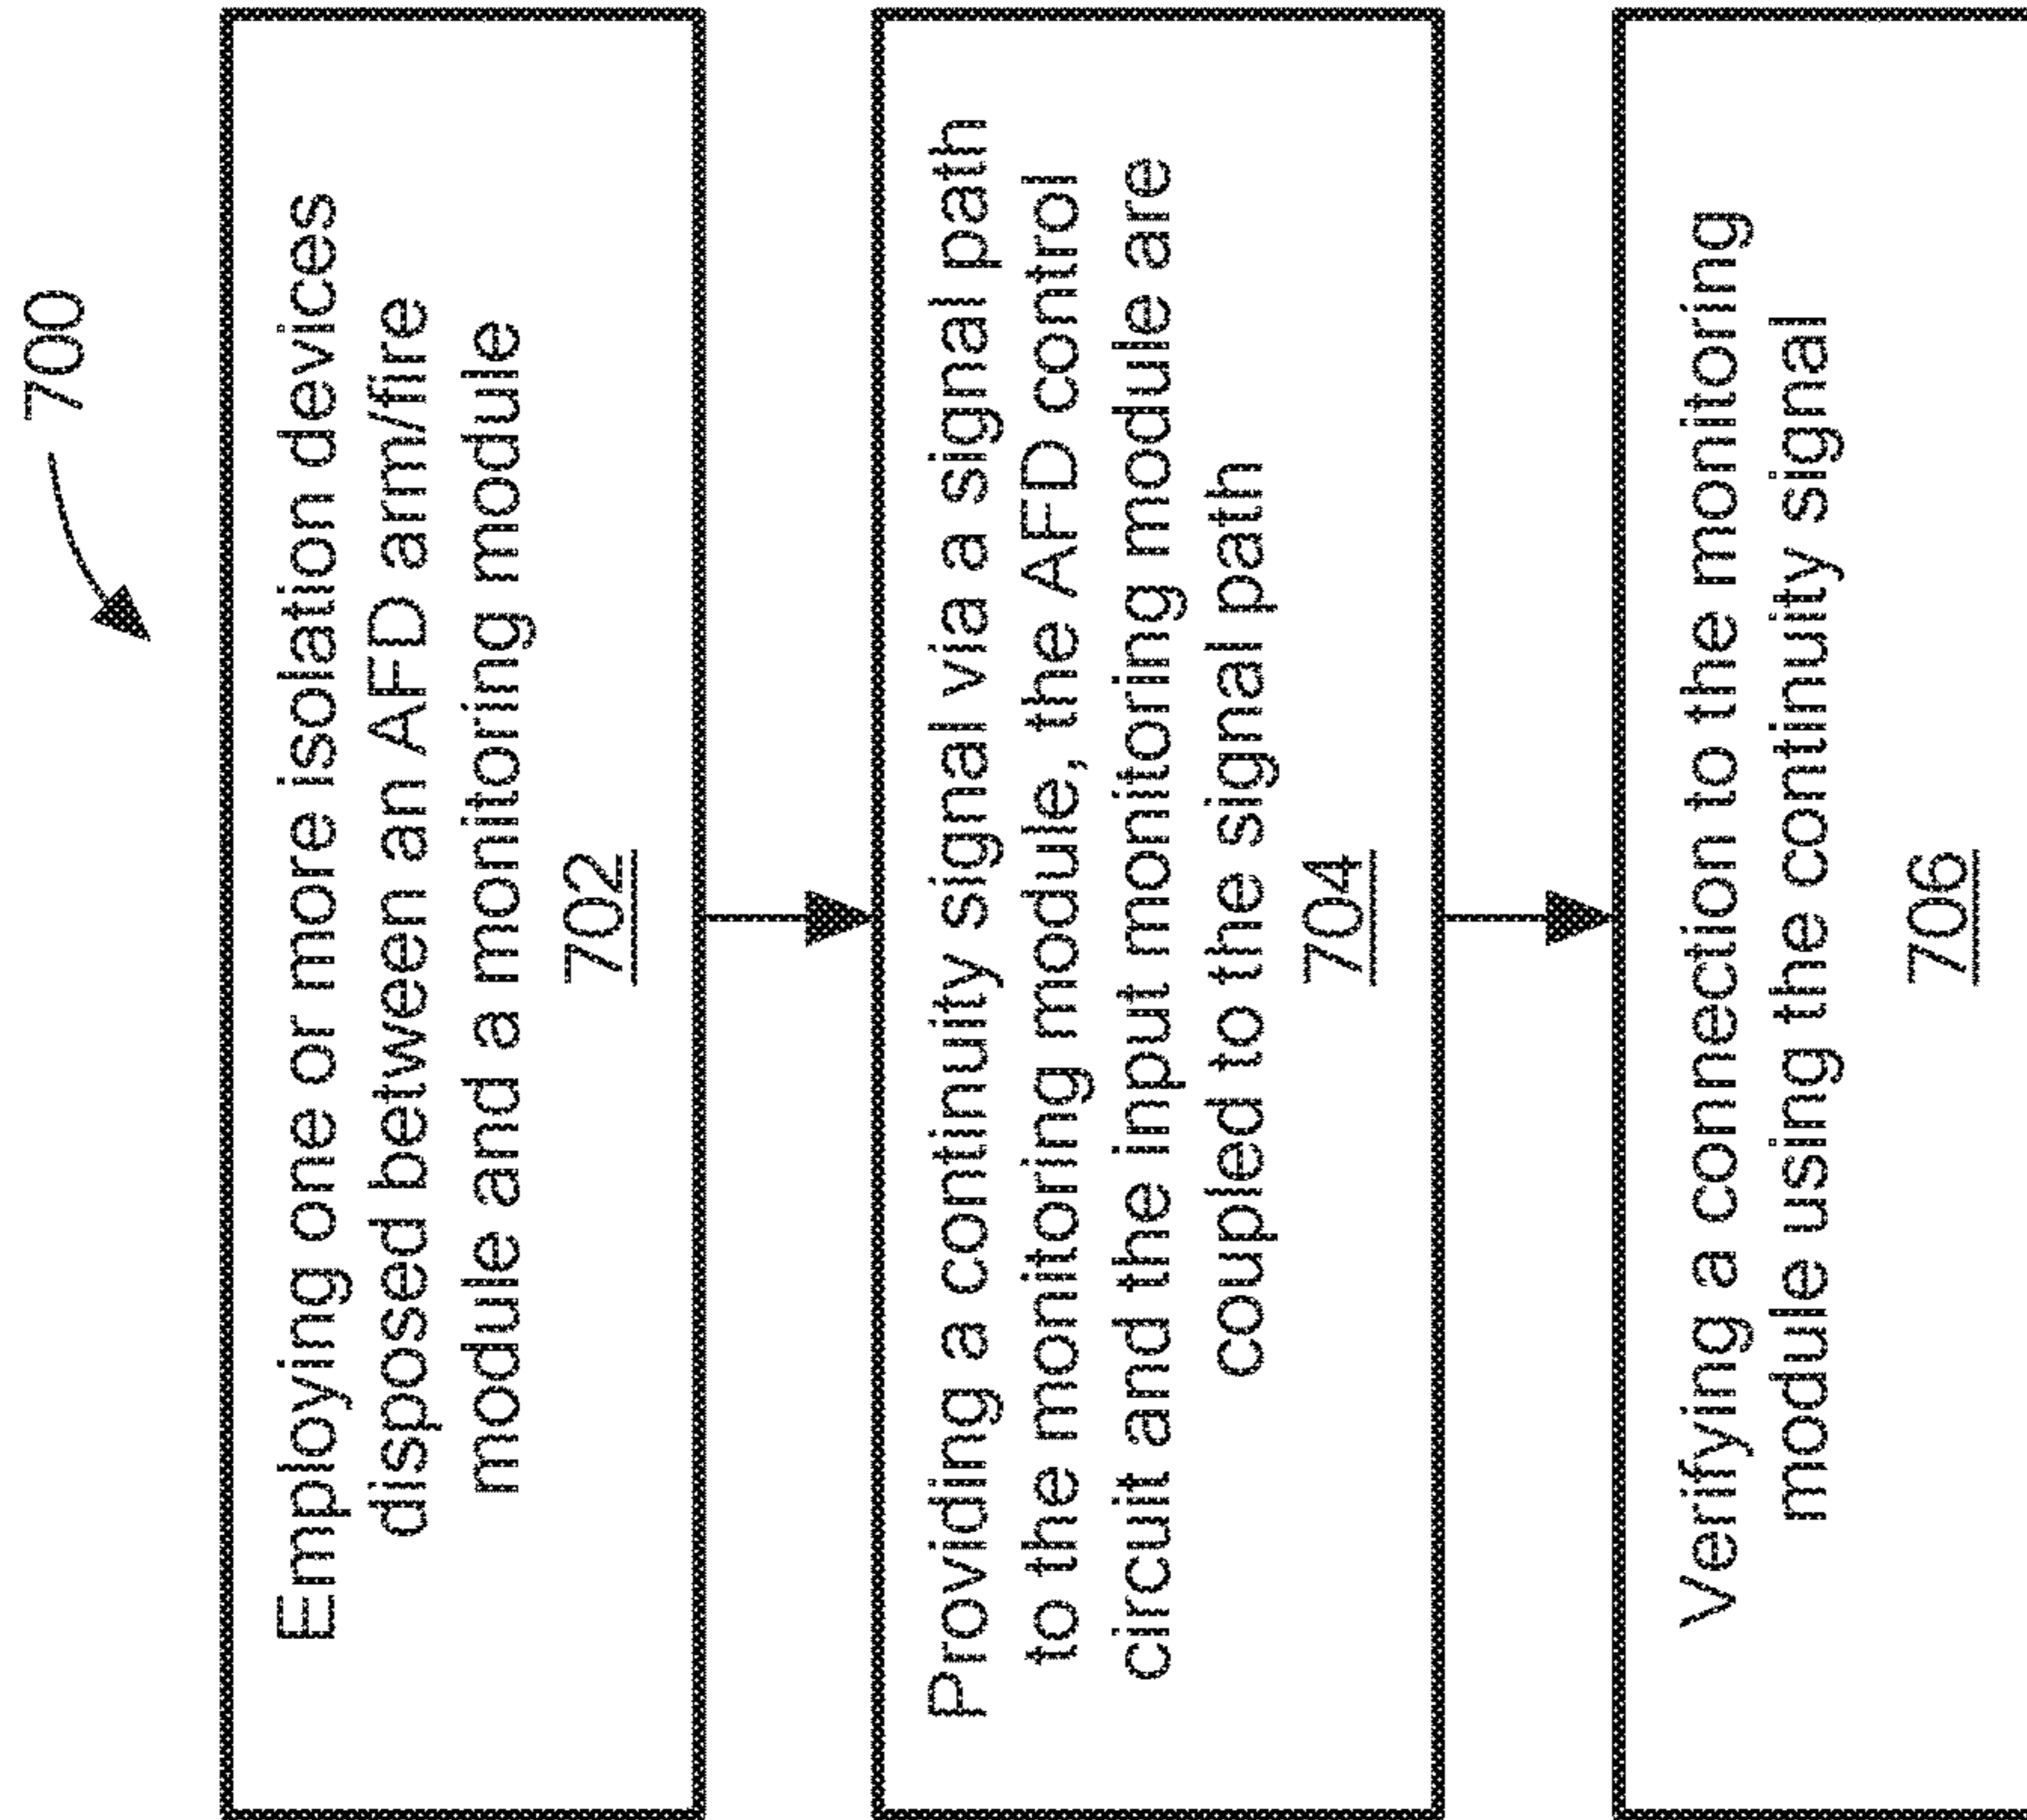 700
Employing one or more isolation devices
disposed between an AFD arm/fire
module and a monitoring module
702
Providing a continuity signal via a signal path
to the monitoring module, the AFD control
circuit and the input monitoring module are
coupled to the signal path
704
Verifying a connection to the monitoring
module using the continuity signal
706